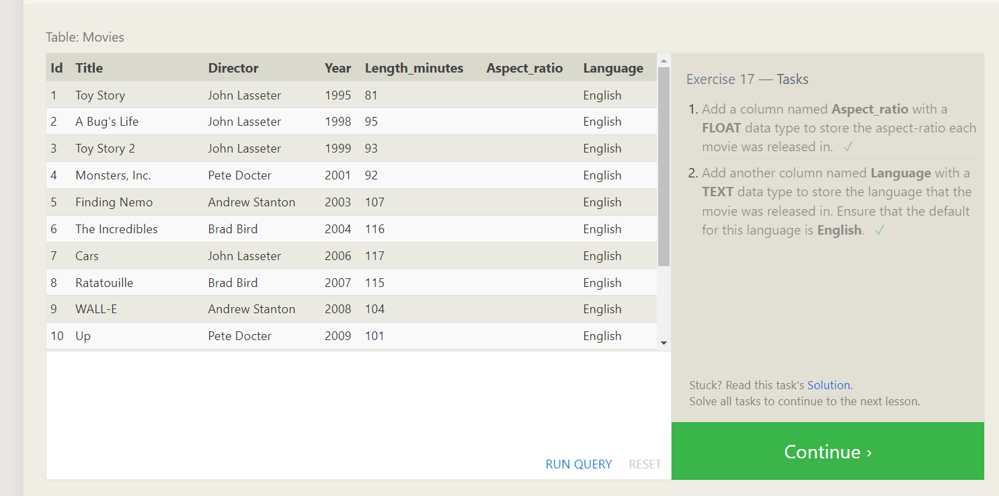 Table: Movies
Id Title Director Year Length_minutes Aspect_ratio Language
1 Toy Story John Lasseter 1995 81 English
2 A Bug's Life John Lasseter 1998 95 English
3 Toy Story 2 John Lasseter 1999 93 English
4 Monsters, Inc. Pete Docter 2001 92 English
5 Finding Nemo Andrew Stanton 2003 107 English
6 The Incredibles Brad Bird 2004 116 English
7 Cars John Lasseter 2006 117 English
8 Ratatouille Brad Bird 2007 115 English
9 WALL-E Andrew Stanton 2008 104 English
10 Up Pete Docter 2009 101 English
RUN QUERY RESET
Exercise 17 — Tasks
1. Add a column named Aspect_ratio with a
FLOAT data type to store the aspect-ratio each
movie was released in. ✓
2. Add another column named Language with a
TEXT data type to store the language that the
movie was released in. Ensure that the default
for this language is English. ✓
Stuck? Read this task's Solution.
Solve all tasks to continue to the next lesson.
Continue ›